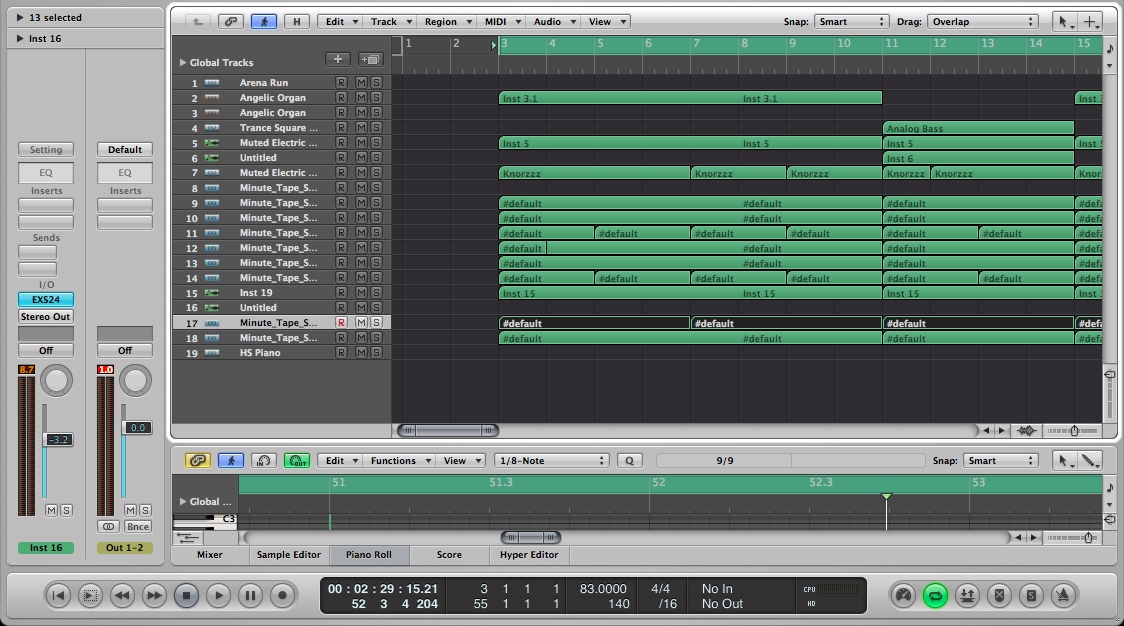 13 selected
Inst 16
Setting Default
EQ EQ
Inserts Inserts
Sends
I/O
EXS24
Stereo Out
Off Off
8.7 1.0
-3.2 0.0
M S M S
Bnce
Inst 16 Out 1-2
H Edit Track Region MIDI Audio View Snap: Smart Drag: Overlap
1 2 3 4 5 6 7 8 9 10 11 12 13 14 15
Global Tracks
1 Arena Run R M S
2 Angelic Organ R M S Inst 3.1 Inst 3.1 Inst 3
3 Angelic Organ R M S
4 Trance Square ... R M S Analog Bass
5 Muted Electric ... R M S Inst 5 Inst 5 Inst 5 Inst 5
6 Untitled R M S Inst 6
7 Muted Electric ... R M S Knorzzz Knorzzz Knorzzz Knorzzz Knorzzz Knor
8 Minute_Tape_S... R M S
9 Minute_Tape_S... R M S #default #default #default #defa
10 Minute_Tape_S... R M S #default #default #default #defa
11 Minute_Tape_S... R M S #default #default #default #default #default #default #defa
12 Minute_Tape_S... R M S #default #default #default #defa
13 Minute_Tape_S... R M S #default #default #default #defa
14 Minute_Tape_S... R M S #default #default #default #default #default #default #defa
15 Inst 19 R M S Inst 15 Inst 15 Inst 15 Inst 1
16 Untitled R M S
17 Minute_Tape_S... R M S #default #default #default #defa
18 Minute_Tape_S... R M S #default #default #default #defa
19 HS Piano R M S
IN OUT Edit Functions View 1/8-Note Q 9/9 Snap: Smart
51 51.3 52 52.3 53
Global ...
C3
Mixer Sample Editor Piano Roll Score Hyper Editor
00 : 02 : 29 : 15.21 3 1 1 1 83.0000 4/4 No In CPU
52 3 4 204 55 1 1 1 140 /16 No Out HD
S